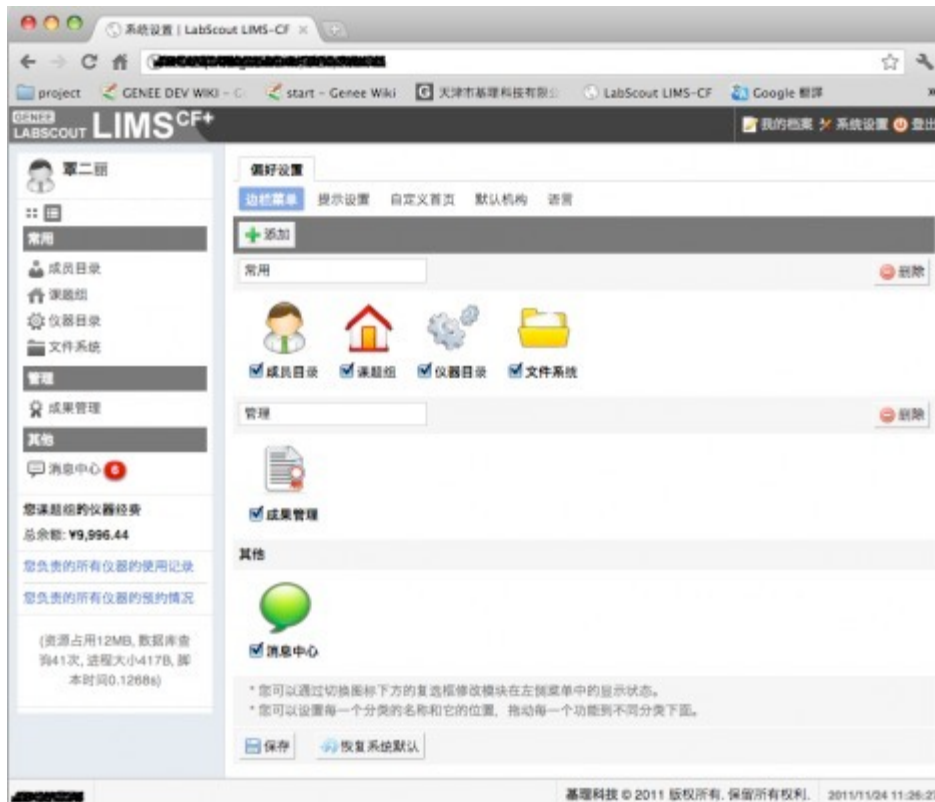 系统设置 | LabScout LIMS-CF
project GENEE DEV WIKI - G start - Genee Wiki 天津市基理科技有限公 LabScout LIMS-CF Google 翻译
GENEE
LABSCOUT LIMS CF+
我的档案 系统设置 登出
覃二丽
偏好设置
边栏菜单 提示设置 自定义首页 默认机构 语言
添加
常用
成员目录
课题组
仪器目录
文件系统
管理
成果管理
其他
消息中心 6
您课题组的仪器经费
总余额: ¥9,996.44
您负责的所有仪器的使用记录
您负责的所有仪器的预约情况
(资源占用12MB, 数据库查
询41次, 进程大小417B, 脚
本时间0.1268s)
常用 删除
成员目录 课题组 仪器目录 文件系统
管理 删除
成果管理
其他
消息中心
* 您可以通过切换图标下方的复选框修改模块在左侧菜单中的显示状态。
* 您可以设置每一个分类的名称和它的位置, 拖动每一个功能到不同分类下面。
保存 恢复系统默认
基理科技 © 2011 版权所有. 保留所有权利. 2011/11/24 11:26:27